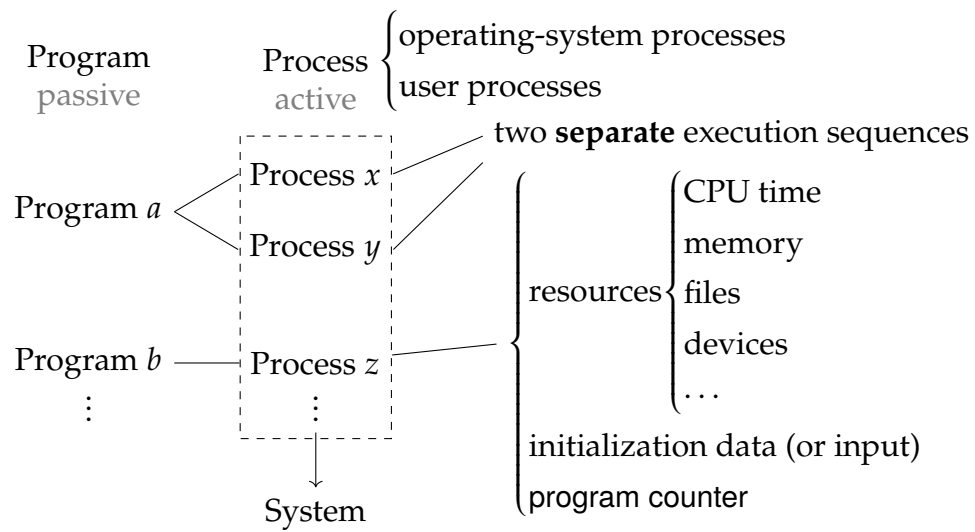 Program
passive
Process
active
operating-system processes
user processes
two separate execution sequences
Program a
Process x
Process y
resources
CPU time
memory
files
devices
...
Program b
⋮
Process z
⋮
initialization data (or input)
program counter
System